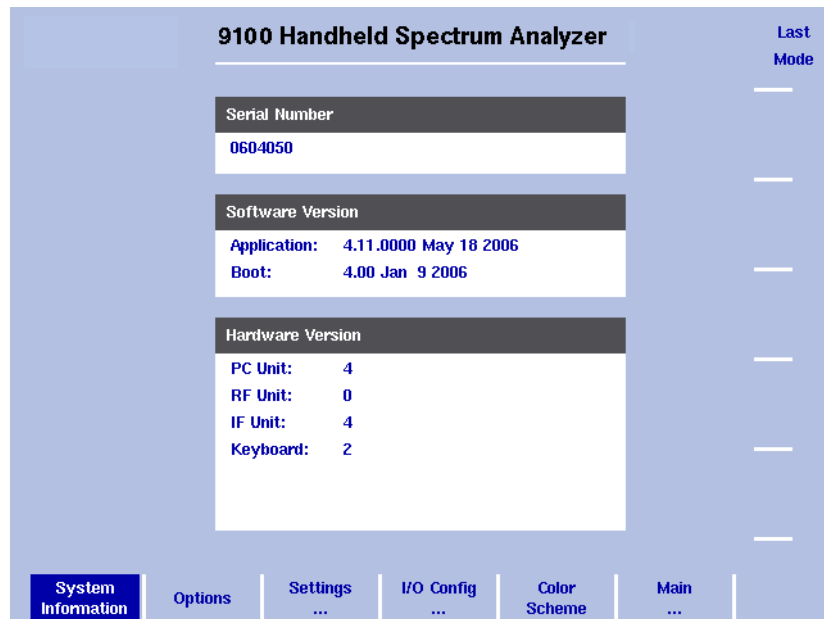 9100 Handheld Spectrum Analyzer
Last
Mode
Serial Number
0604050
Software Version
Application: 4.11.0000 May 18 2006
Boot: 4.00 Jan 9 2006
Hardware Version
PC Unit: 4
RF Unit: 0
IF Unit: 4
Keyboard: 2
System
Information
Options
Settings
...
I/O Config
...
Color
Scheme
Main
...